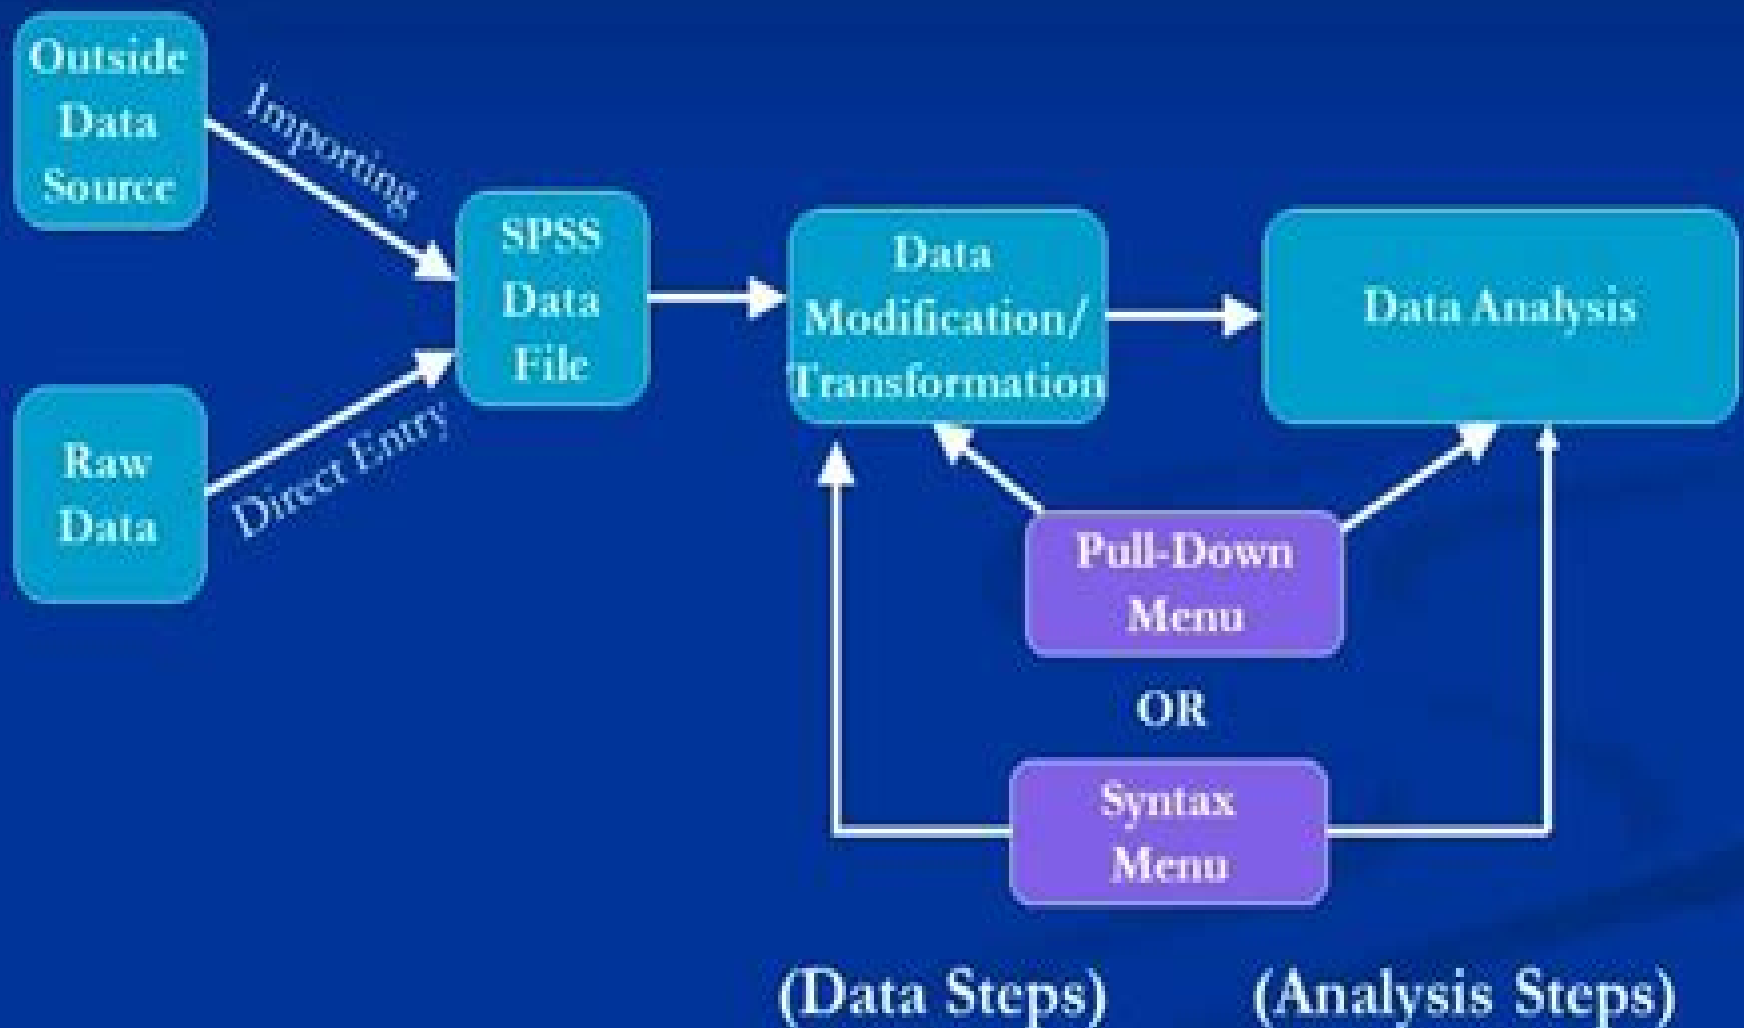 Outside
Data
Source
Importing
SPSS
Data
File
Data
Modification/
Transformation
Data Analysis
Raw
Data
Direct Entry
Pull-Down
Menu
OR
Syntax
Menu
(Data Steps)
(Analysis Steps)